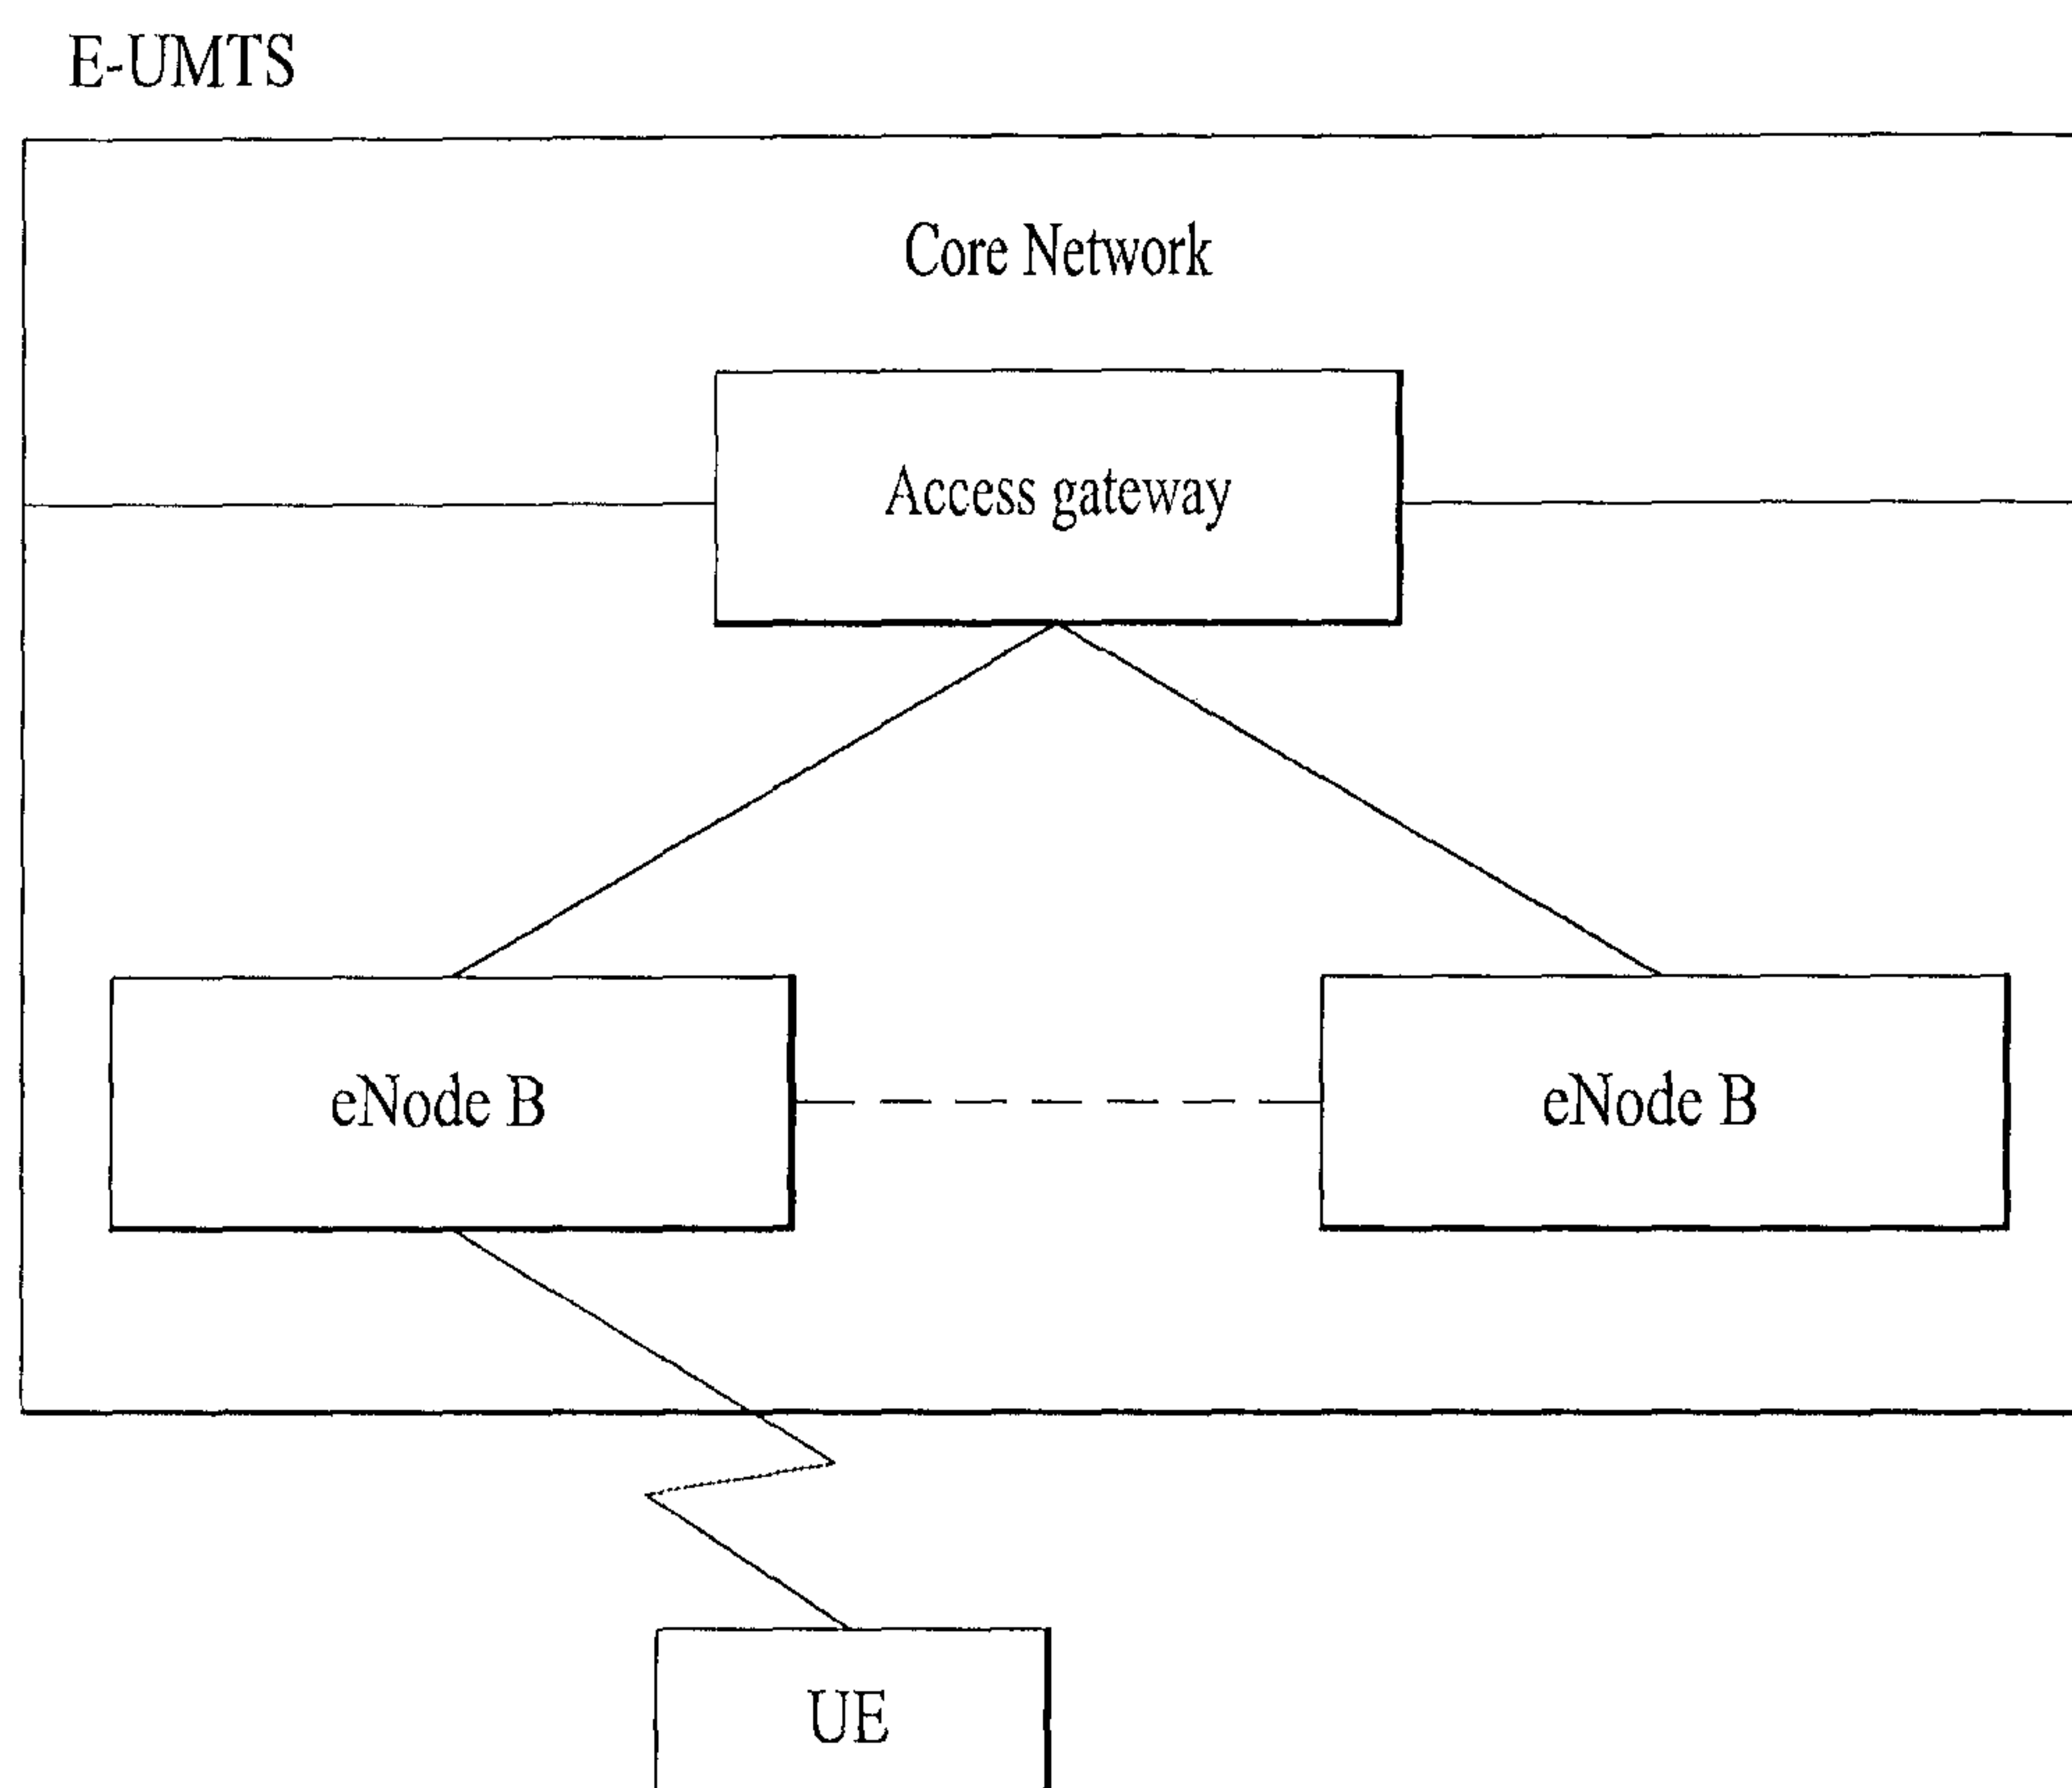 E-UMTS
Core Network
Access gateway
eNode B
eNode B
UE